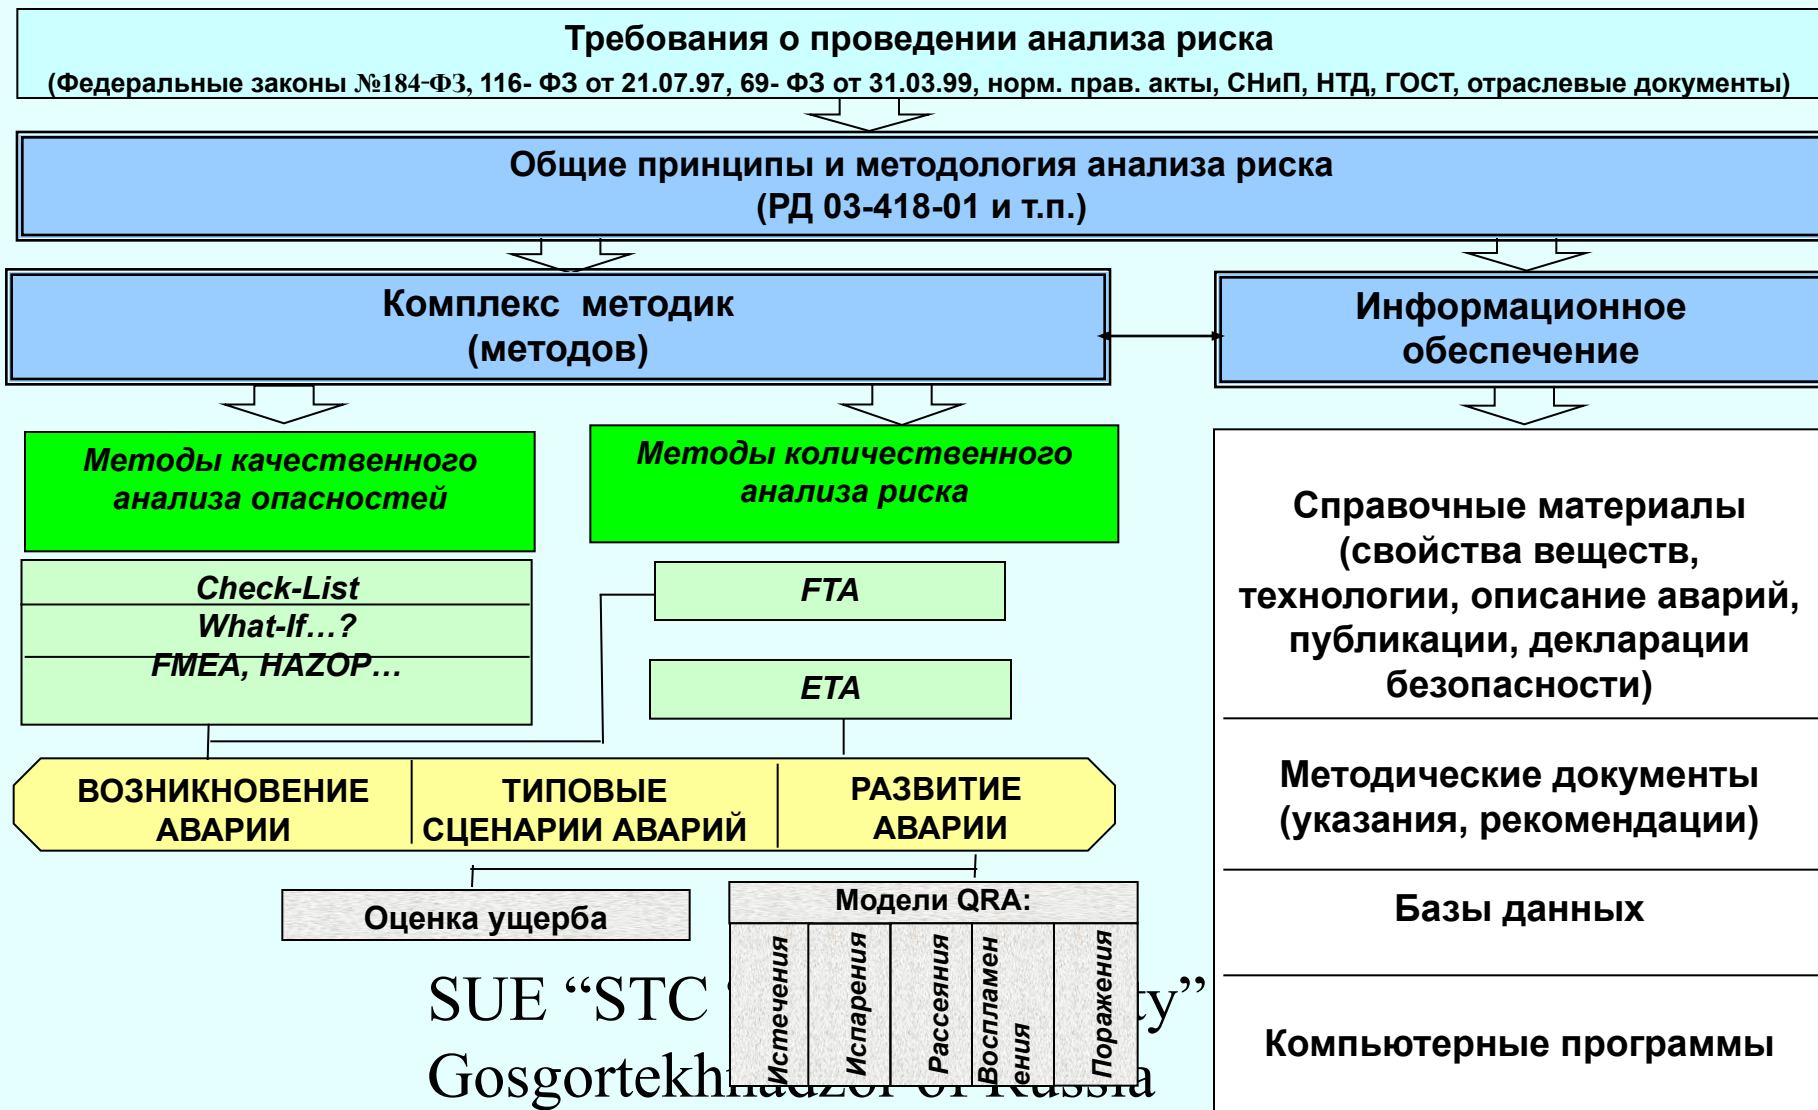 Требования о проведении анализа риска
(Федеральные законы №184-ФЗ, 116- ФЗ от 21.07.97, 69- ФЗ от 31.03.99, норм. прав. акты, СНиП, НТД, ГОСТ, отраслевые документы)
Общие принципы и методология анализа риска
(РД 03-418-01 и т.п.)
Комплекс методик
(методов)
Информационное
обеспечение
Методы качественного
анализа опасностей
Методы количественного
анализа риска
Check-List
What-If…?
FMEA, HAZOP…
FTA
ETA
ВОЗНИКНОВЕНИЕ
АВАРИИ
ТИПОВЫЕ
СЦЕНАРИИ АВАРИЙ
РАЗВИТИЕ
АВАРИИ
Оценка ущерба
Модели QRA:
Истечения
Испарения
Рассеяния
Воспламен
ения
Поражения
Справочные материалы
(свойства веществ,
технологии, описание аварий,
публикации, декларации
безопасности)
Методические документы
(указания, рекомендации)
Базы данных
Компьютерные программы
SUE “STC ty”
Gosgortekhnadzor of Russia